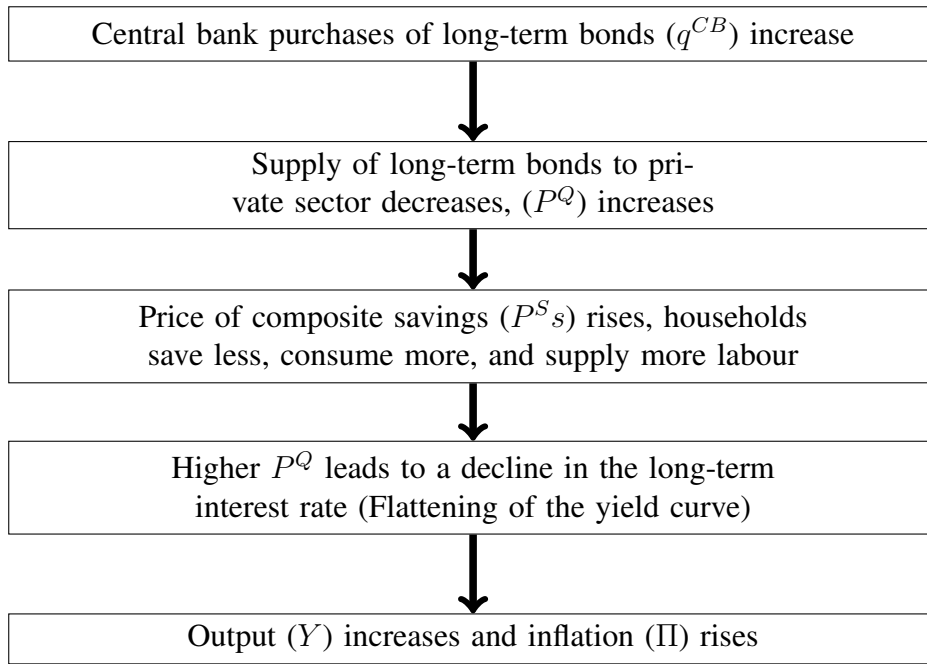 Central bank purchases of long-term bonds (q^{CB}) increase
Supply of long-term bonds to pri-
vate sector decreases, (P^Q) increases
Price of composite savings (P^S s) rises, households
save less, consume more, and supply more labour
Higher P^Q leads to a decline in the long-term
interest rate (Flattening of the yield curve)
Output (Y) increases and inflation (Π) rises